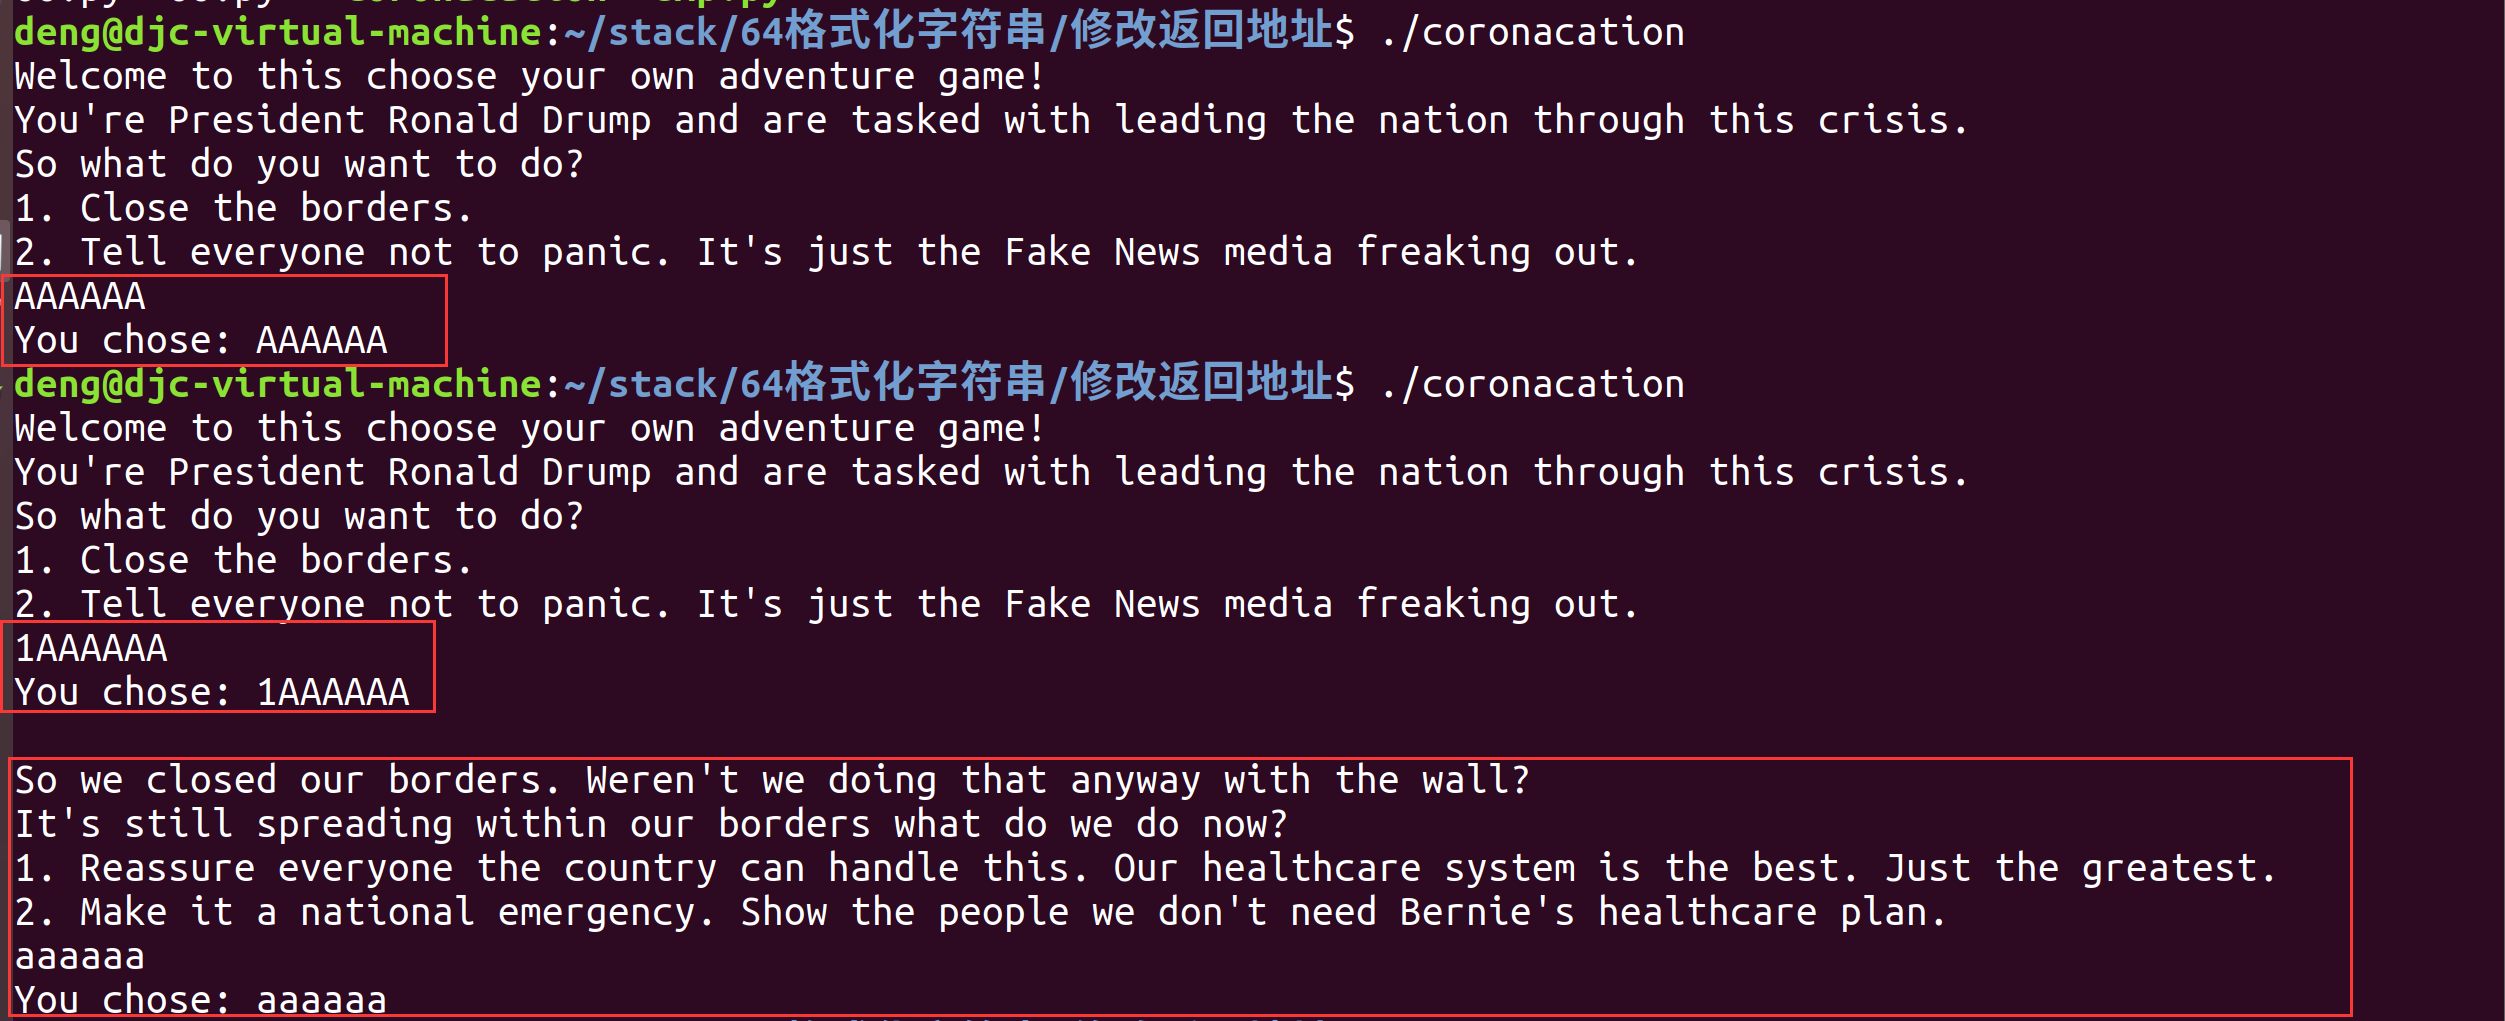 deng@djc-virtual-machine:~/stack/64格式化字符串/修改返回地址$ ./coronacation
Welcome to this choose your own adventure game!
You're President Ronald Drump and are tasked with leading the nation through this crisis.
So what do you want to do?
1. Close the borders.
2. Tell everyone not to panic. It's just the Fake News media freaking out.
AAAAAA
You chose: AAAAAA
deng@djc-virtual-machine:~/stack/64格式化字符串/修改返回地址$ ./coronacation
Welcome to this choose your own adventure game!
You're President Ronald Drump and are tasked with leading the nation through this crisis.
So what do you want to do?
1. Close the borders.
2. Tell everyone not to panic. It's just the Fake News media freaking out.
1AAAAAA
You chose: 1AAAAAA
So we closed our borders. Weren't we doing that anyway with the wall?
It's still spreading within our borders what do we do now?
1. Reassure everyone the country can handle this. Our healthcare system is the best. Just the greatest.
2. Make it a national emergency. Show the people we don't need Bernie's healthcare plan.
aaaaaa
You chose: aaaaaa